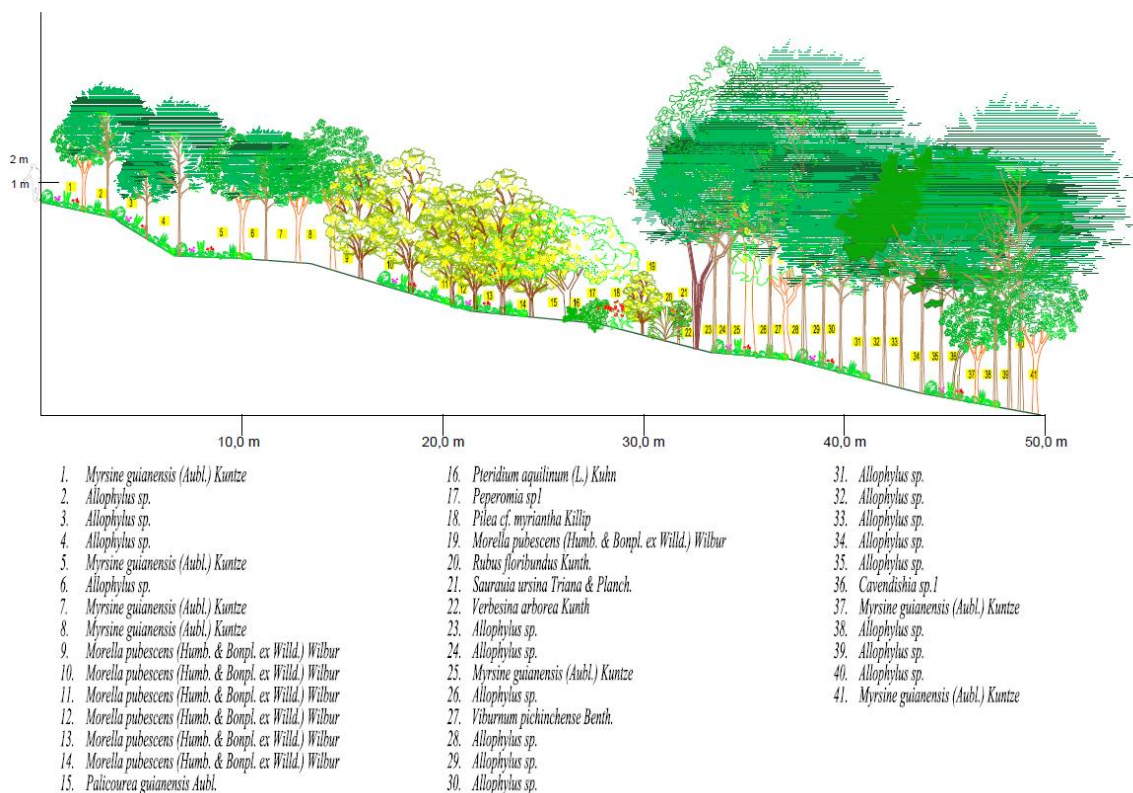 2 m
1 m
1 2 3 4 5 6 7 8 9 10 11 12 13 14 15 16 17 18 19 20 21 22 23 24 25 26 27 28 29 30 31 32 33 34 35 36 37 38 39 40 41
10,0 m 20,0 m 30,0 m 40,0 m 50,0 m
1. Myrsine guianensis (Aubl.) Kuntze
2. Allophylus sp.
3. Allophylus sp.
4. Allophylus sp.
5. Myrsine guianensis (Aubl.) Kuntze
6. Allophylus sp.
7. Myrsine guianensis (Aubl.) Kuntze
8. Myrsine guianensis (Aubl.) Kuntze
9. Morella pubescens (Humb. & Bonpl. ex Willd.) Wilbur
10. Morella pubescens (Humb. & Bonpl. ex Willd.) Wilbur
11. Morella pubescens (Humb. & Bonpl. ex Willd.) Wilbur
12. Morella pubescens (Humb. & Bonpl. ex Willd.) Wilbur
13. Morella pubescens (Humb. & Bonpl. ex Willd.) Wilbur
14. Morella pubescens (Humb. & Bonpl. ex Willd.) Wilbur
15. Palicourea guianensis Aubl.
16. Pteridium aquilinum (L.) Kuhn
17. Peperomia sp1
18. Pilea cf. myriantha Killip
19. Morella pubescens (Humb. & Bonpl. ex Willd.) Wilbur
20. Rubus floribundus Kunth.
21. Saurauia ursina Triana & Planch.
22. Verbesina arborea Kunth
23. Allophylus sp.
24. Allophylus sp.
25. Myrsine guianensis (Aubl.) Kuntze
26. Allophylus sp.
27. Viburnum pichinchense Benth.
28. Allophylus sp.
29. Allophylus sp.
30. Allophylus sp.
31. Allophylus sp.
32. Allophylus sp.
33. Allophylus sp.
34. Allophylus sp.
35. Allophylus sp.
36. Cavendishia sp.1
37. Myrsine guianensis (Aubl.) Kuntze
38. Allophylus sp.
39. Allophylus sp.
40. Allophylus sp.
41. Myrsine guianensis (Aubl.) Kuntze